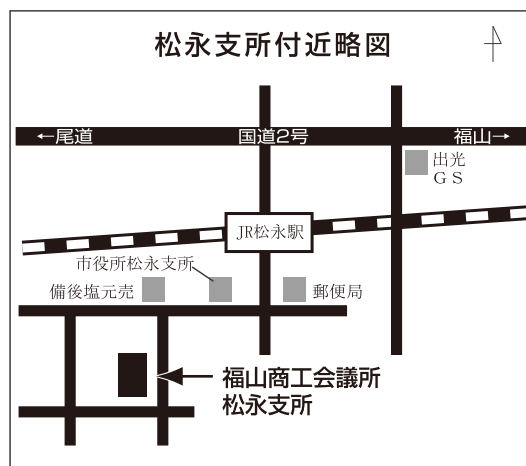 松永支所付近略図
←尾道
国道2号
福山→
出光
GS
JR松永駅
市役所松永支所
備後塩元売
郵便局
福山商工会議所
松永支所